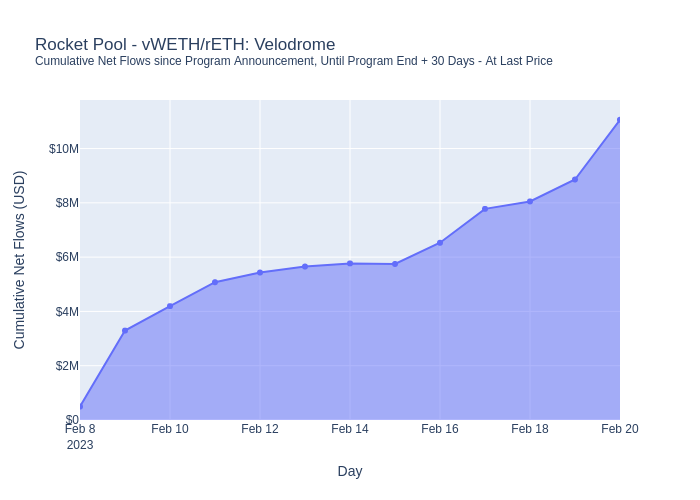 Rocket Pool - vWETH/rETH: Velodrome
Cumulative Net Flows since Program Announcement, Until Program End + 30 Days - At Last Price
Cumulative Net Flows (USD)
$10M
$8M
$6M
$4M
$2M
$0
Feb 8
2023
Feb 10
Feb 12
Feb 14
Feb 16
Feb 18
Feb 20
Day